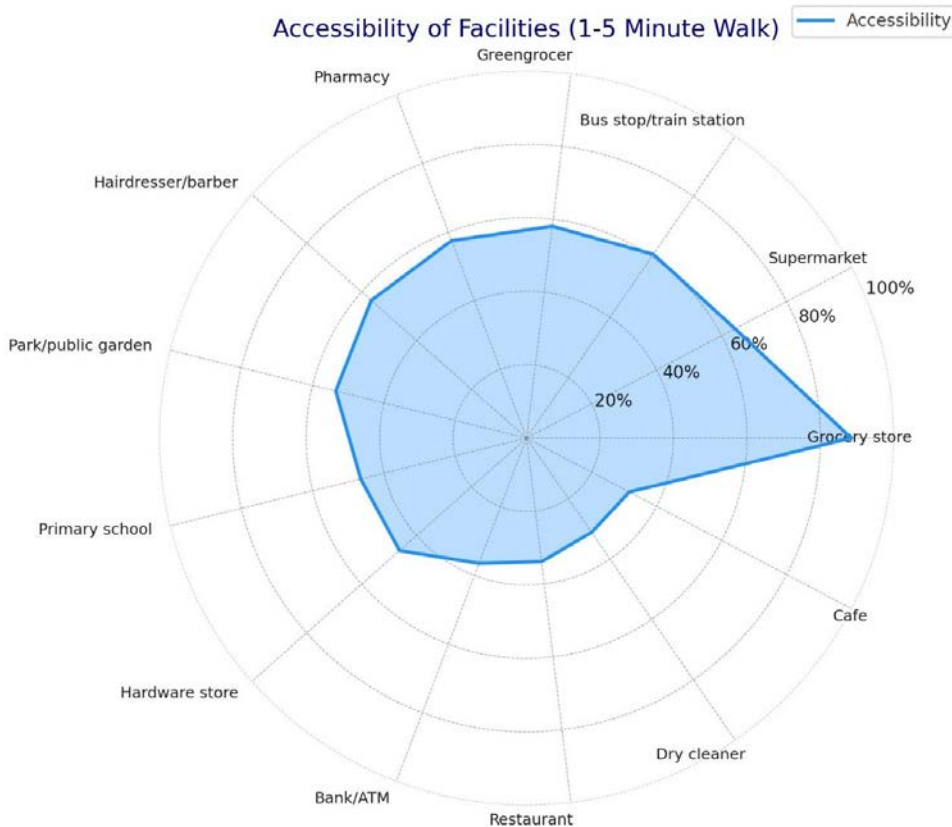 Accessibility of Facilities (1-5 Minute Walk)
Accessibility
Greengrocer
Pharmacy
Bus stop/train station
Hairdresser/barber
Supermarket
100%
80%
60%
40%
20%
Park/public garden
Grocery store
Primary school
Cafe
Hardware store
Dry cleaner
Bank/ATM
Restaurant